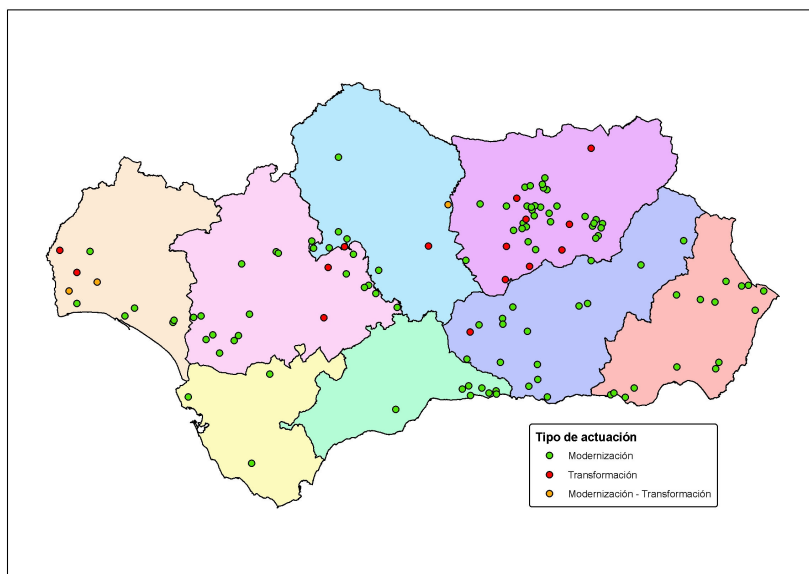 Tipo de actuación
Modernización
Transformación
Modernización - Transformación